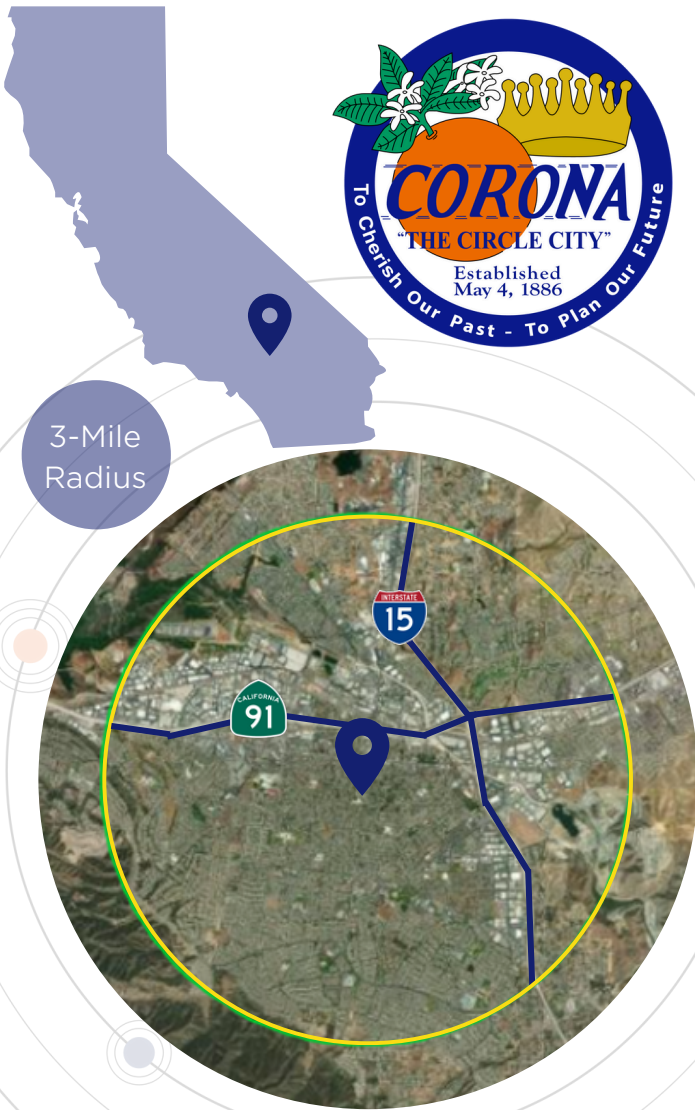 CORONA
“THE CIRCLE CITY”
Established
May 4, 1886
To Cherish Our Past - To Plan Our Future
3-Mile
Radius
INTERSTATE
15
CALIFORNIA
91